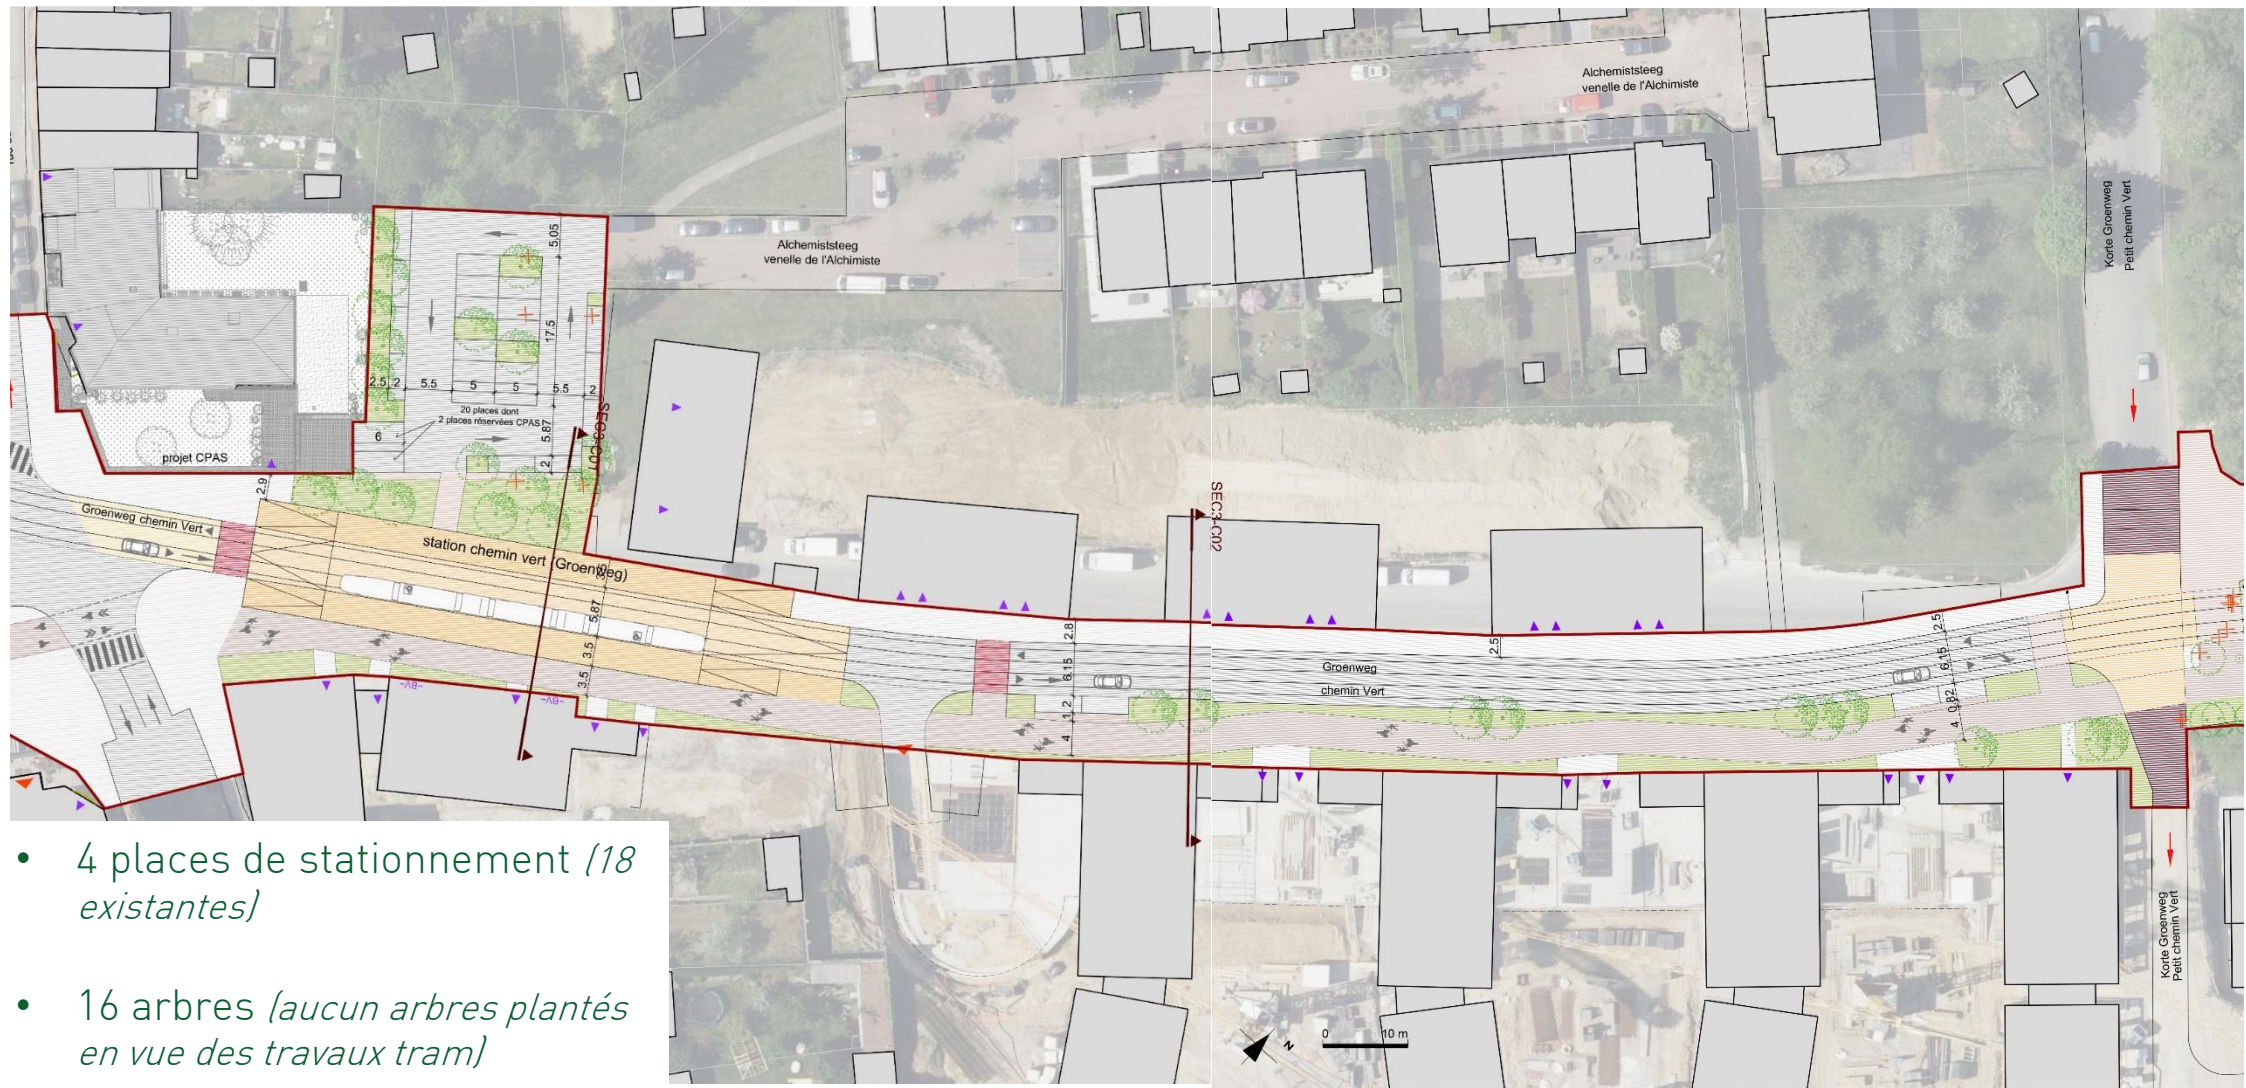 Alchemiststeeg
venelle de l'Alchimiste
Alchemiststeeg
venelle de l'Alchimiste
Korte Groenweg
Petit chemin Vert
5.05
17.5
2.5
2
5.5
5
5
5.5
2
20 places dont
2 places réservées CPAS
6
5.87
2
SEC3-C01
projet CPAS
2.9
Groenweg chemin Vert
station chemin vert (Groenweg)
5.87
3.5
3.5
-BV-
-BV-
SEC3-C02
2.8
6.15
2
1
4
2.5
Groenweg
chemin Vert
2.5
6.15
0.82
4
Korte Groenweg
Petit chemin Vert
N
0 10 m
• 4 places de stationnement (18
existantes)
• 16 arbres (aucun arbres plantés
en vue des travaux tram)